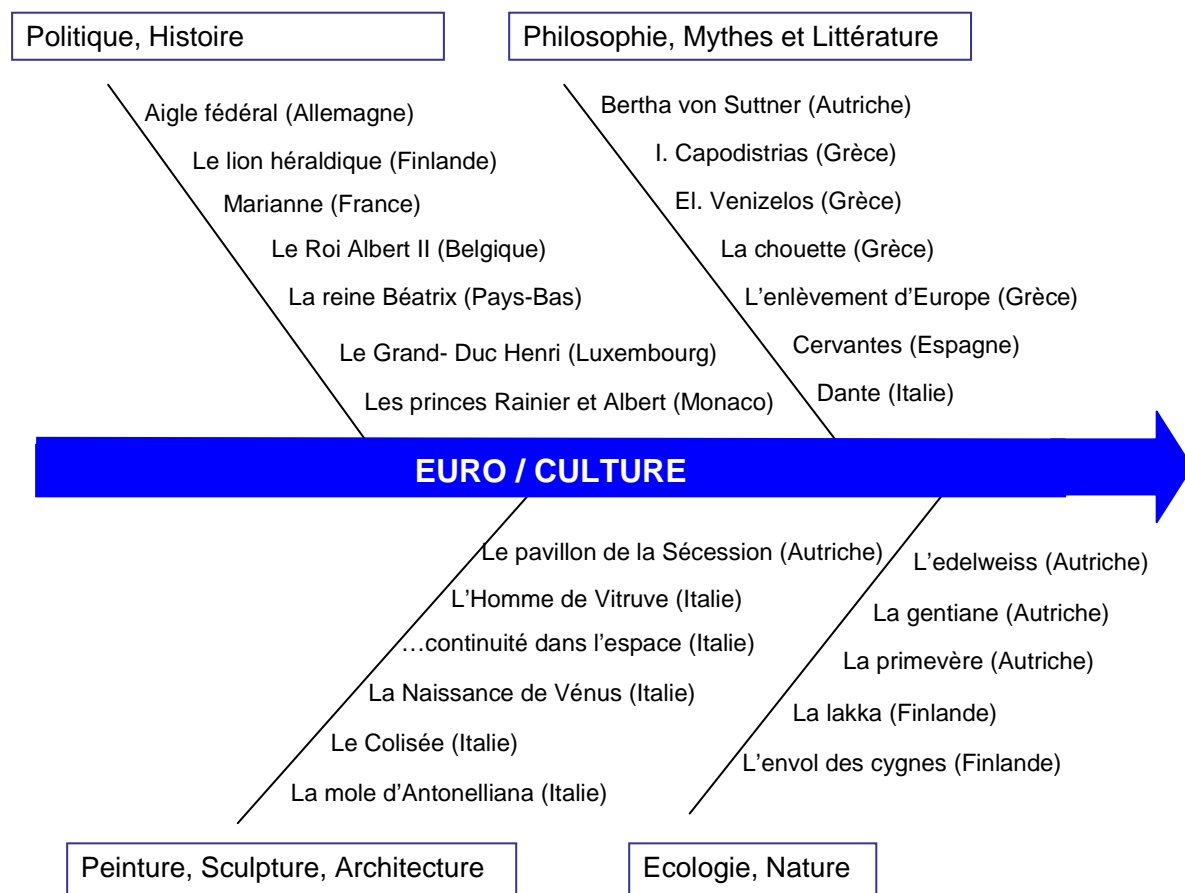 Politique, Histoire
Aigle fédéral (Allemagne)
Le lion héraldique (Finlande)
Marianne (France)
Le Roi Albert II (Belgique)
La reine Béatrix (Pays-Bas)
Le Grand- Duc Henri (Luxembourg)
Les princes Rainier et Albert (Monaco)
Philosophie, Mythes et Littérature
Bertha von Suttner (Autriche)
I. Capodistrias (Grèce)
El. Venizelos (Grèce)
La chouette (Grèce)
L’enlèvement d’Europe (Grèce)
Cervantes (Espagne)
Dante (Italie)
EURO / CULTURE
Le pavillon de la Sécession (Autriche)
L’Homme de Vitruve (Italie)
…continuité dans l’espace (Italie)
La Naissance de Vénus (Italie)
Le Colisée (Italie)
La mole d’Antonelliana (Italie)
Peinture, Sculpture, Architecture
L’edelweiss (Autriche)
La gentiane (Autriche)
La primevère (Autriche)
La lakka (Finlande)
L’envol des cygnes (Finlande)
Ecologie, Nature